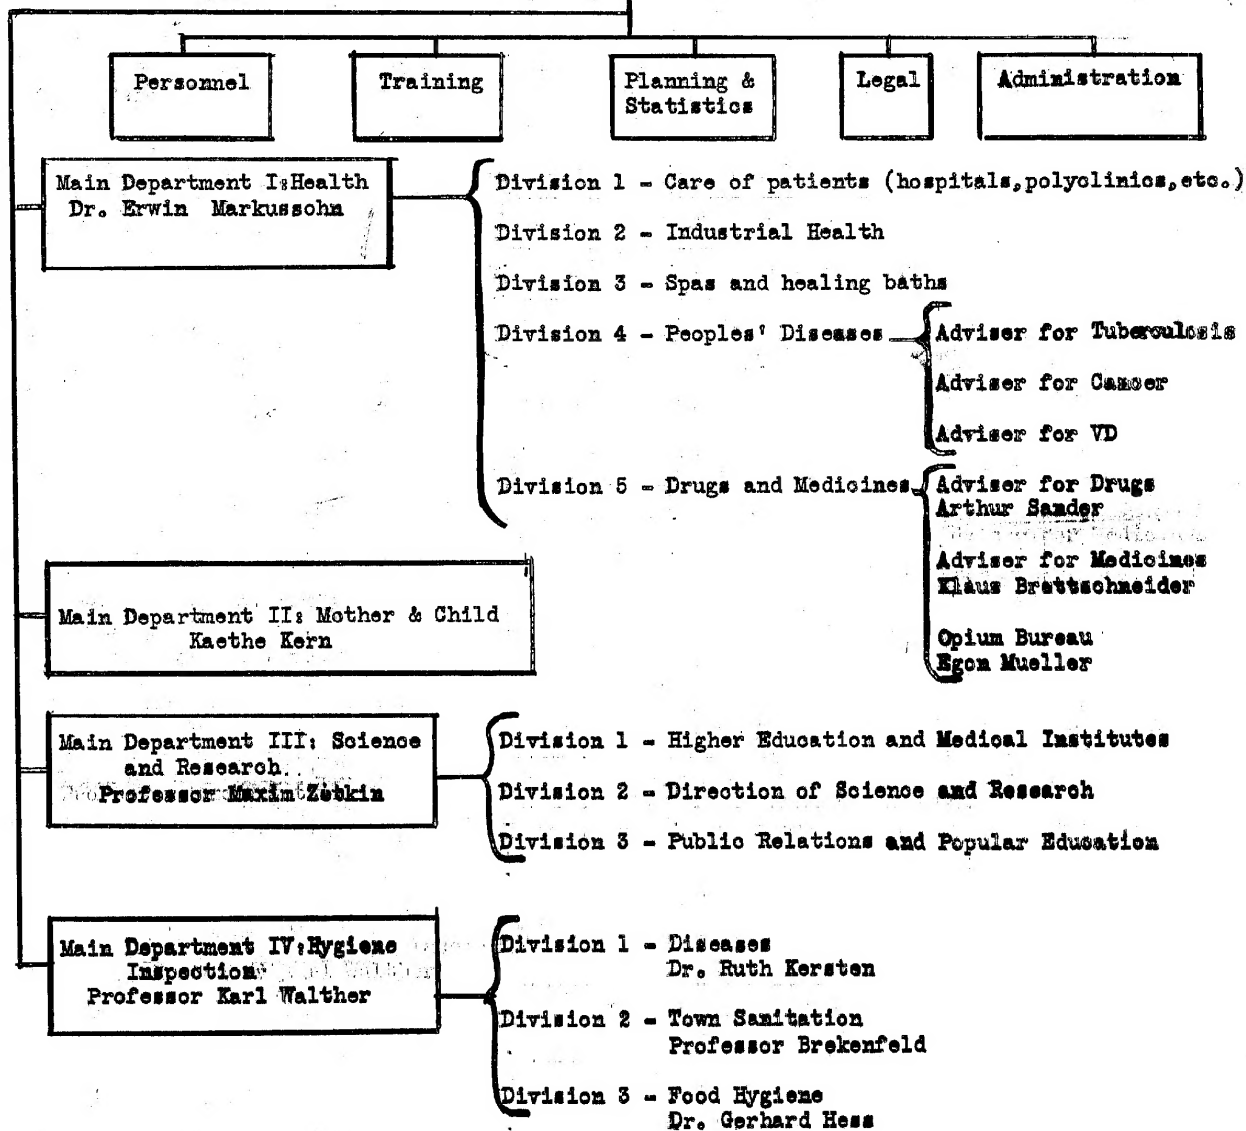 Personnel
Training
Planning &
Statistics
Legal
Administration
Main Department I:Health
Dr. Erwin Markussohn
Division 1 - Care of patients (hospitals,polyclinics,etc.)
Division 2 - Industrial Health
Division 3 - Spas and healing baths
Division 4 - Peoples' Diseases
Adviser for Tuberculosis
Adviser for Cancer
Adviser for VD
Division 5 - Drugs and Medicines
Adviser for Drugs
Arthur Sander
Adviser for Medicines
Klaus Brettschneider
Opium Bureau
Egon Mueller
Main Department II: Mother & Child
Kaethe Kern
Main Department III: Science
and Research
Professor Maxim Zetkin
Division 1 - Higher Education and Medical Institutes
Division 2 - Direction of Science and Research
Division 3 - Public Relations and Popular Education
Main Department IV:Hygiene
Inspection
Professor Karl Walther
Division 1 - Diseases
Dr. Ruth Kersten
Division 2 - Town Sanitation
Professor Brekenfeld
Division 3 - Food Hygiene
Dr. Gerhard Hess